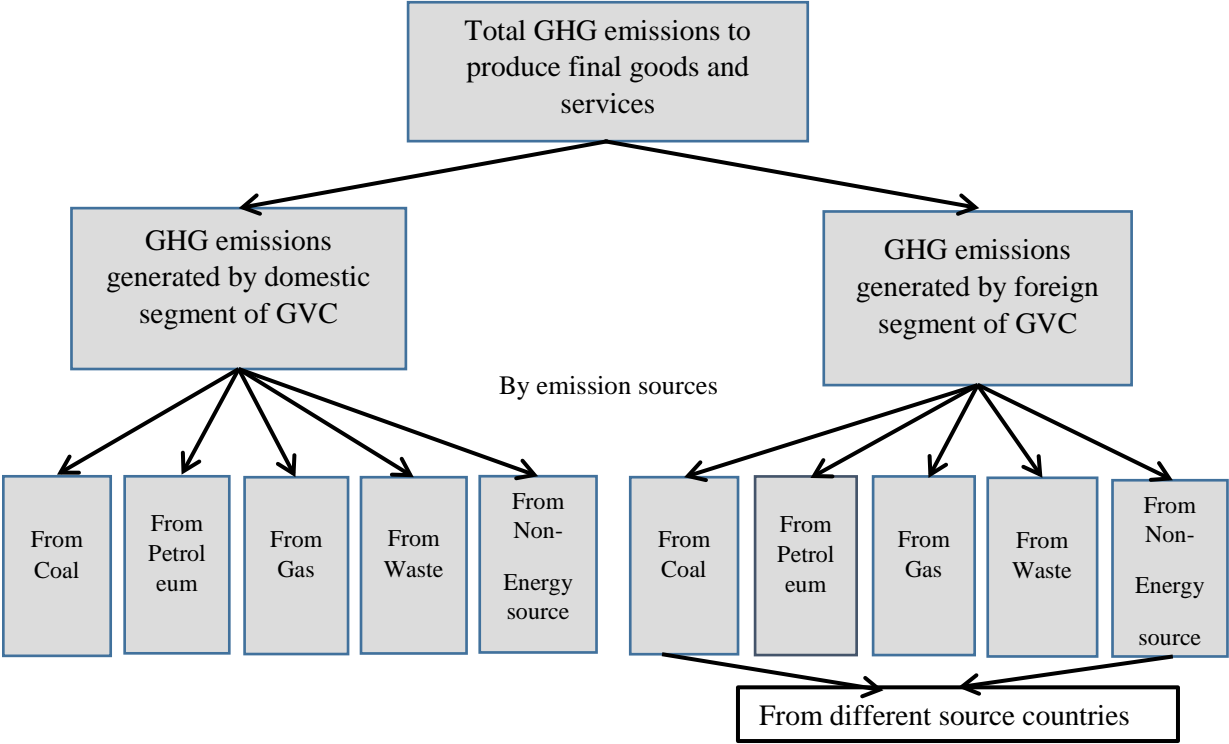 Total GHG emissions to
produce final goods and
services
GHG emissions
generated by domestic
segment of GVC
GHG emissions
generated by foreign
segment of GVC
By emission sources
From
Coal
From
Petrol
eum
From
Gas
From
Waste
From
Non-
Energy
source
From
Coal
From
Petrol
eum
From
Gas
From
Waste
From
Non-
Energy
source
From different source countries